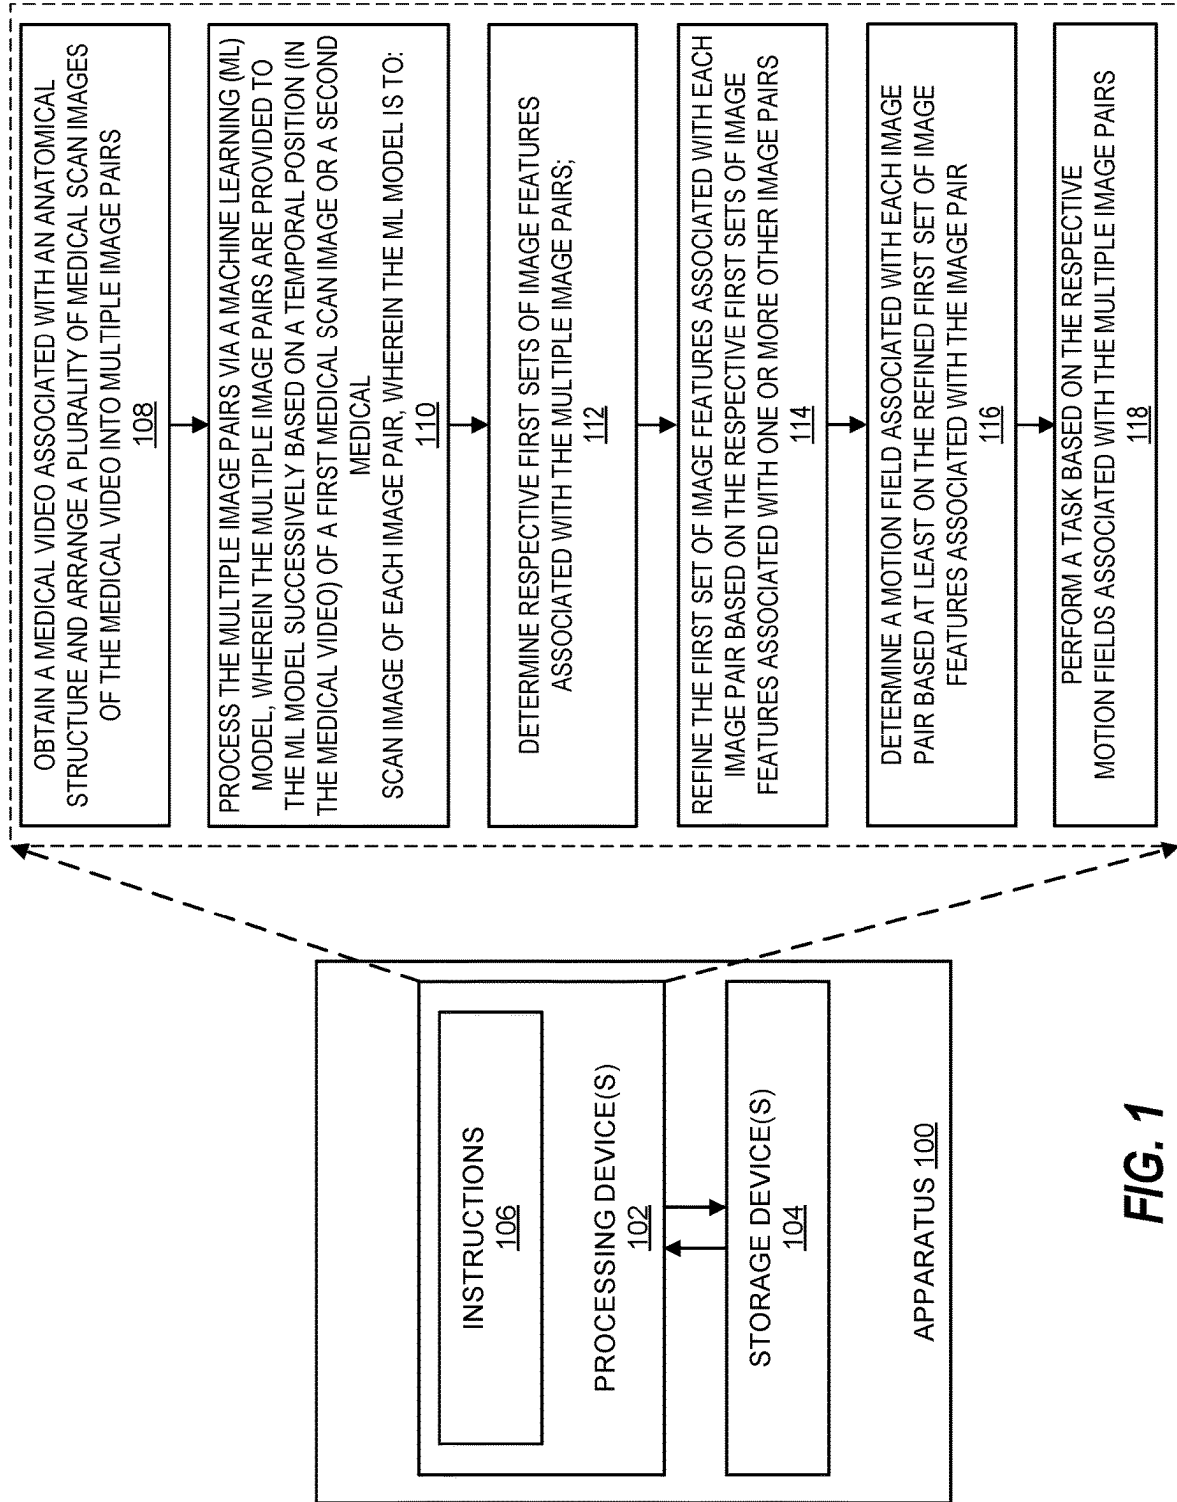 INSTRUCTIONS
106
PROCESSING DEVICE(S)
102
STORAGE DEVICE(S)
104
APPARATUS 100
OBTAIN A MEDICAL VIDEO ASSOCIATED WITH AN ANATOMICAL
STRUCTURE AND ARRANGE A PLURALITY OF MEDICAL SCAN IMAGES
OF THE MEDICAL VIDEO INTO MULTIPLE IMAGE PAIRS
108
PROCESS THE MULTIPLE IMAGE PAIRS VIA A MACHINE LEARNING (ML)
MODEL, WHEREIN THE MULTIPLE IMAGE PAIRS ARE PROVIDED TO
THE ML MODEL SUCCESSIVELY BASED ON A TEMPORAL POSITION (IN
THE MEDICAL VIDEO) OF A FIRST MEDICAL SCAN IMAGE OR A SECOND
MEDICAL
SCAN IMAGE OF EACH IMAGE PAIR, WHEREIN THE ML MODEL IS TO:
110
DETERMINE RESPECTIVE FIRST SETS OF IMAGE FEATURES
ASSOCIATED WITH THE MULTIPLE IMAGE PAIRS;
112
REFINE THE FIRST SET OF IMAGE FEATURES ASSOCIATED WITH EACH
IMAGE PAIR BASED ON THE RESPECTIVE FIRST SETS OF IMAGE
FEATURES ASSOCIATED WITH ONE OR MORE OTHER IMAGE PAIRS
114
DETERMINE A MOTION FIELD ASSOCIATED WITH EACH IMAGE
PAIR BASED AT LEAST ON THE REFINED FIRST SET OF IMAGE
FEATURES ASSOCIATED WITH THE IMAGE PAIR
116
PERFORM A TASK BASED ON THE RESPECTIVE
MOTION FIELDS ASSOCIATED WITH THE MULTIPLE IMAGE PAIRS
118
FIG. 1